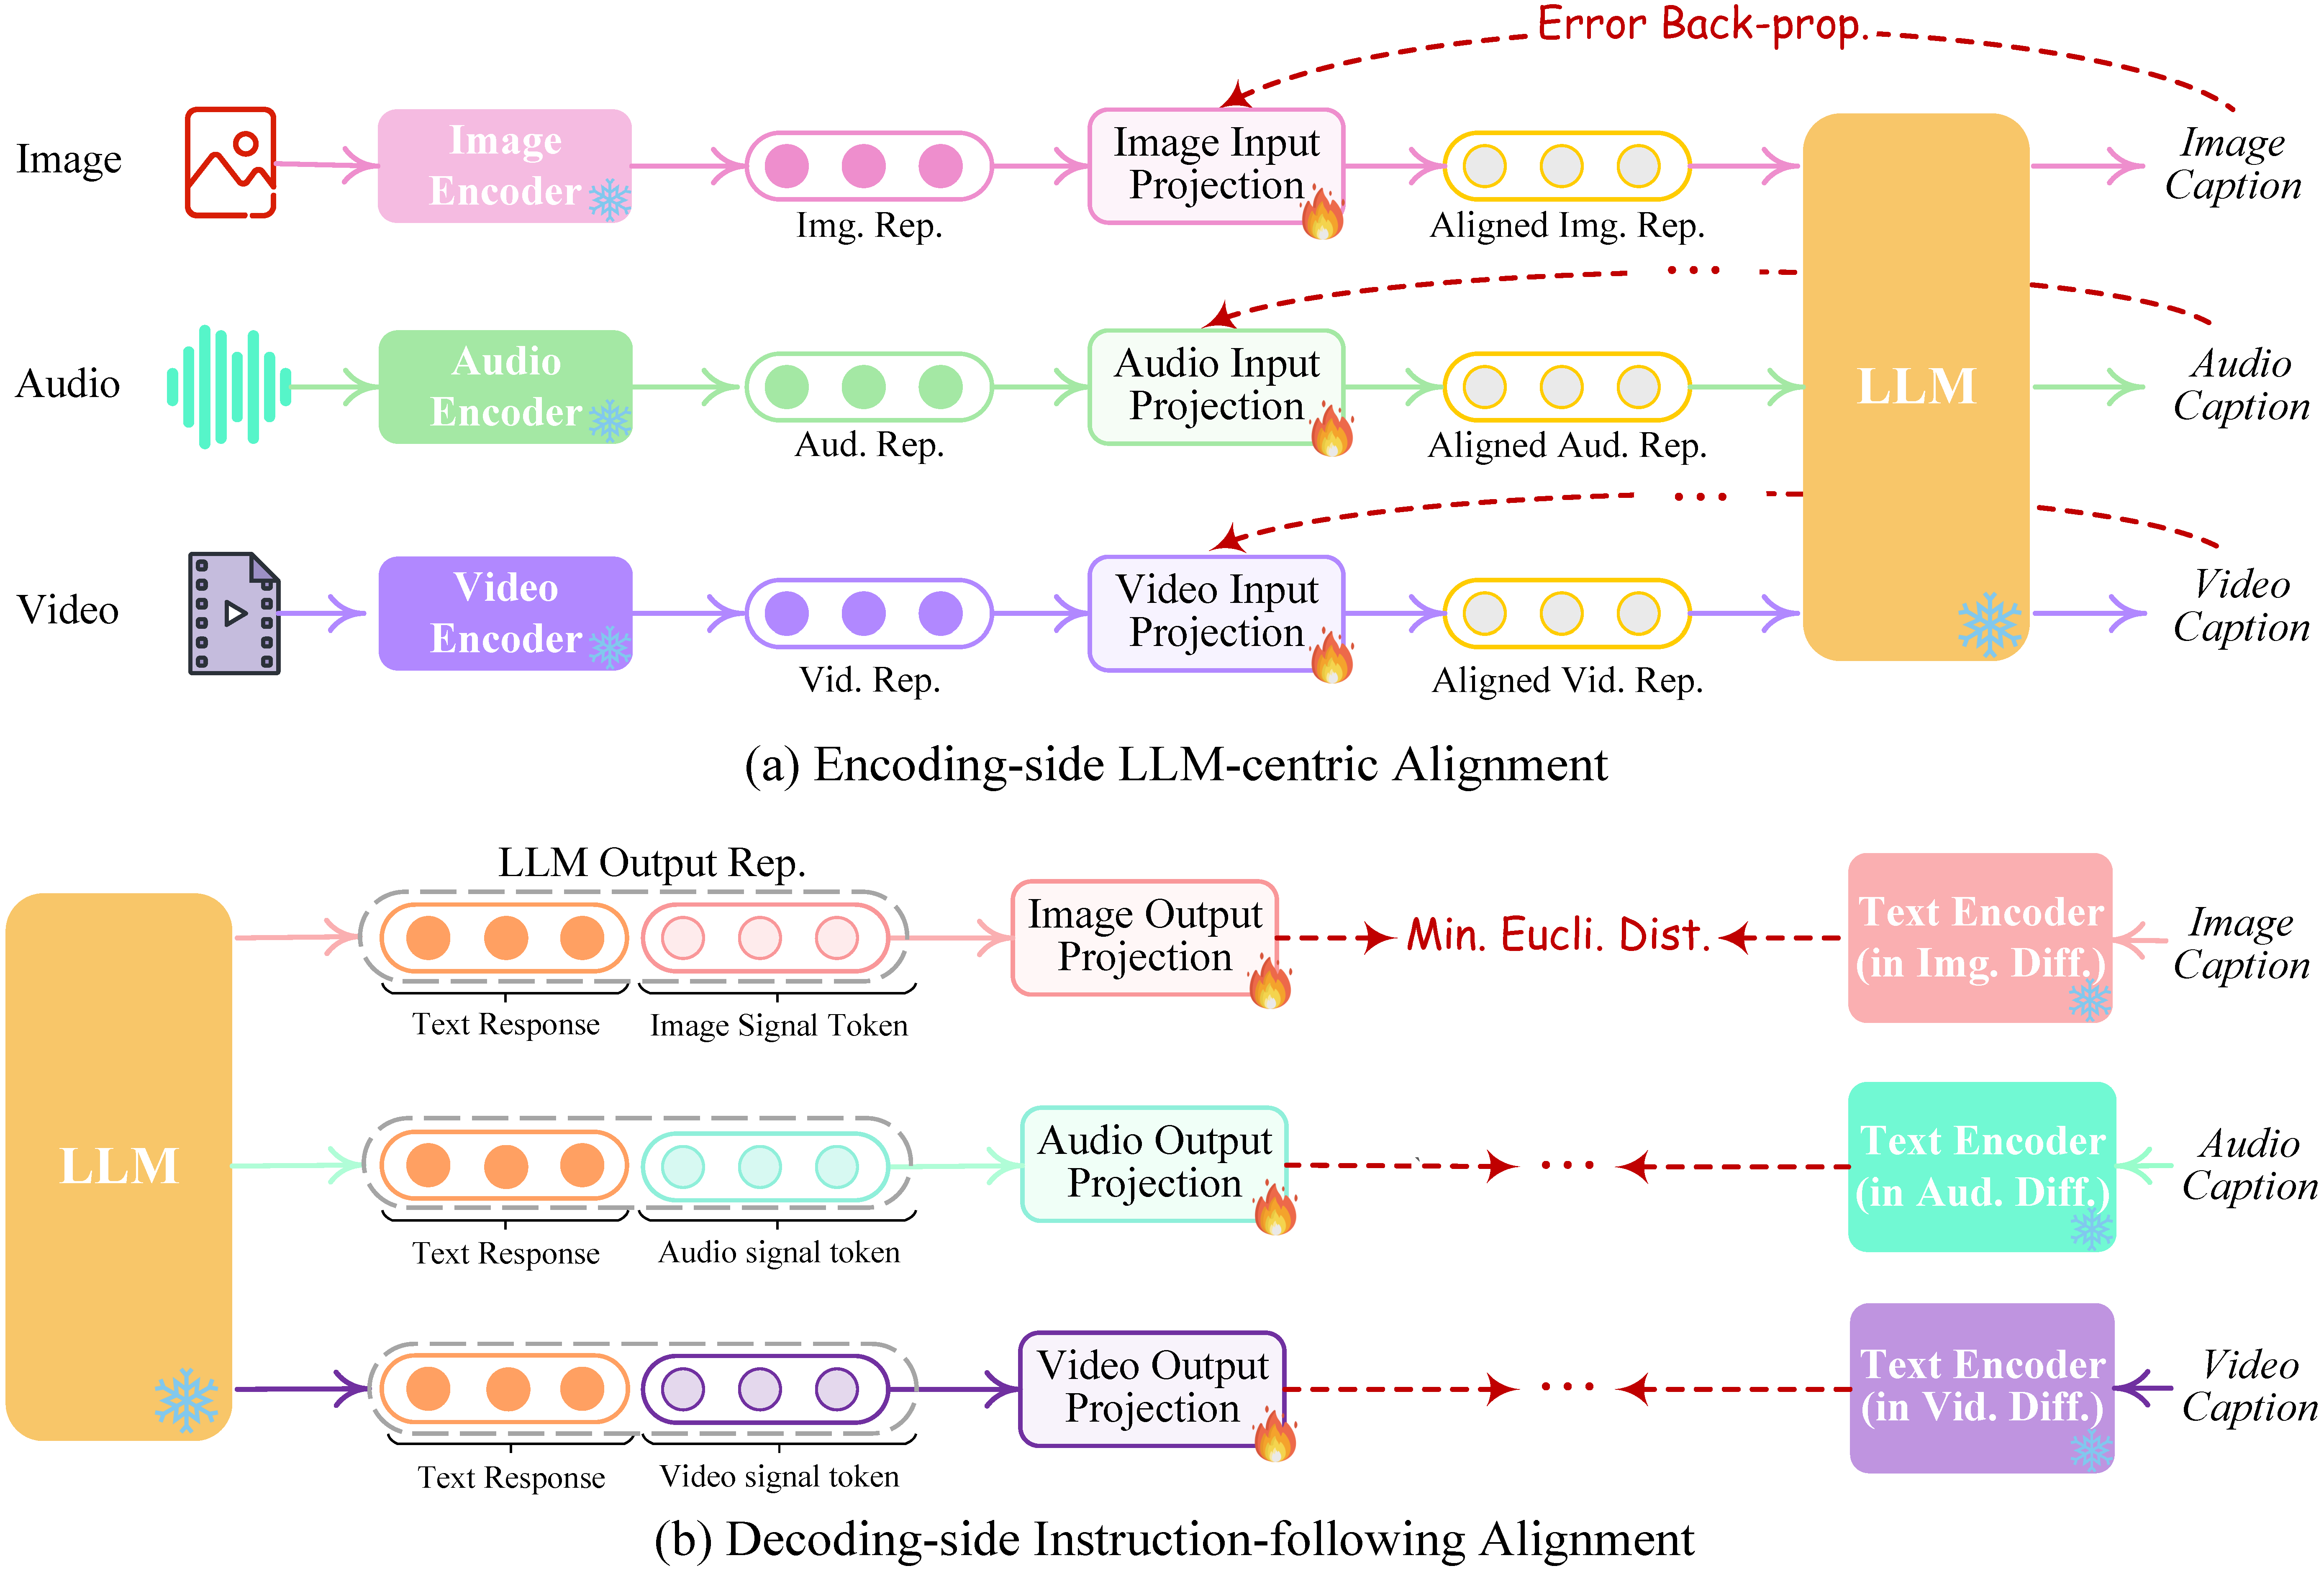 Error Back-prop.
Image
Image
Encoder
Img. Rep.
Image Input
Projection
Aligned Img. Rep.
Image
Caption
Audio
Audio
Encoder
Aud. Rep.
Audio Input
Projection
Aligned Aud. Rep.
...
LLM
Audio
Caption
Video
Video
Encoder
Vid. Rep.
Video Input
Projection
Aligned Vid. Rep.
...
Video
Caption
(a) Encoding-side LLM-centric Alignment
LLM
LLM Output Rep.
Text Response
Image Signal Token
Image Output
Projection
Min. Eucli. Dist.
Text Encoder
(in Img. Diff.)
Image
Caption
Text Response
Audio signal token
Audio Output
Projection
...
Text Encoder
(in Aud. Diff.)
Audio
Caption
Text Response
Video signal token
Video Output
Projection
...
Text Encoder
(in Vid. Diff.)
Video
Caption
(b) Decoding-side Instruction-following Alignment